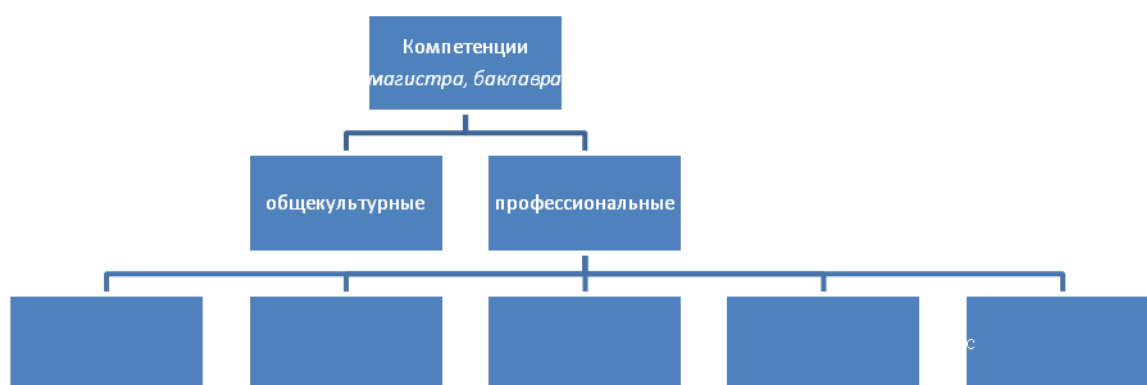 Компетенции
магистра, баклавра
общекультурные
профессиональные
с